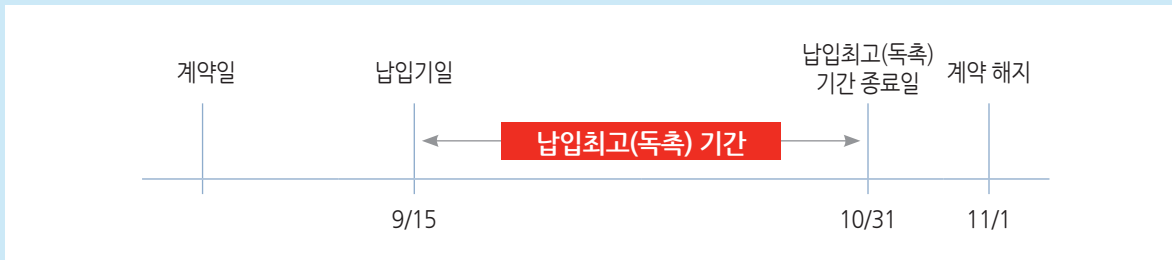 계약일
납입기일
납입최고(독촉)
기간 종료일
계약 해지
납입최고(독촉) 기간
9/15
10/31
11/1